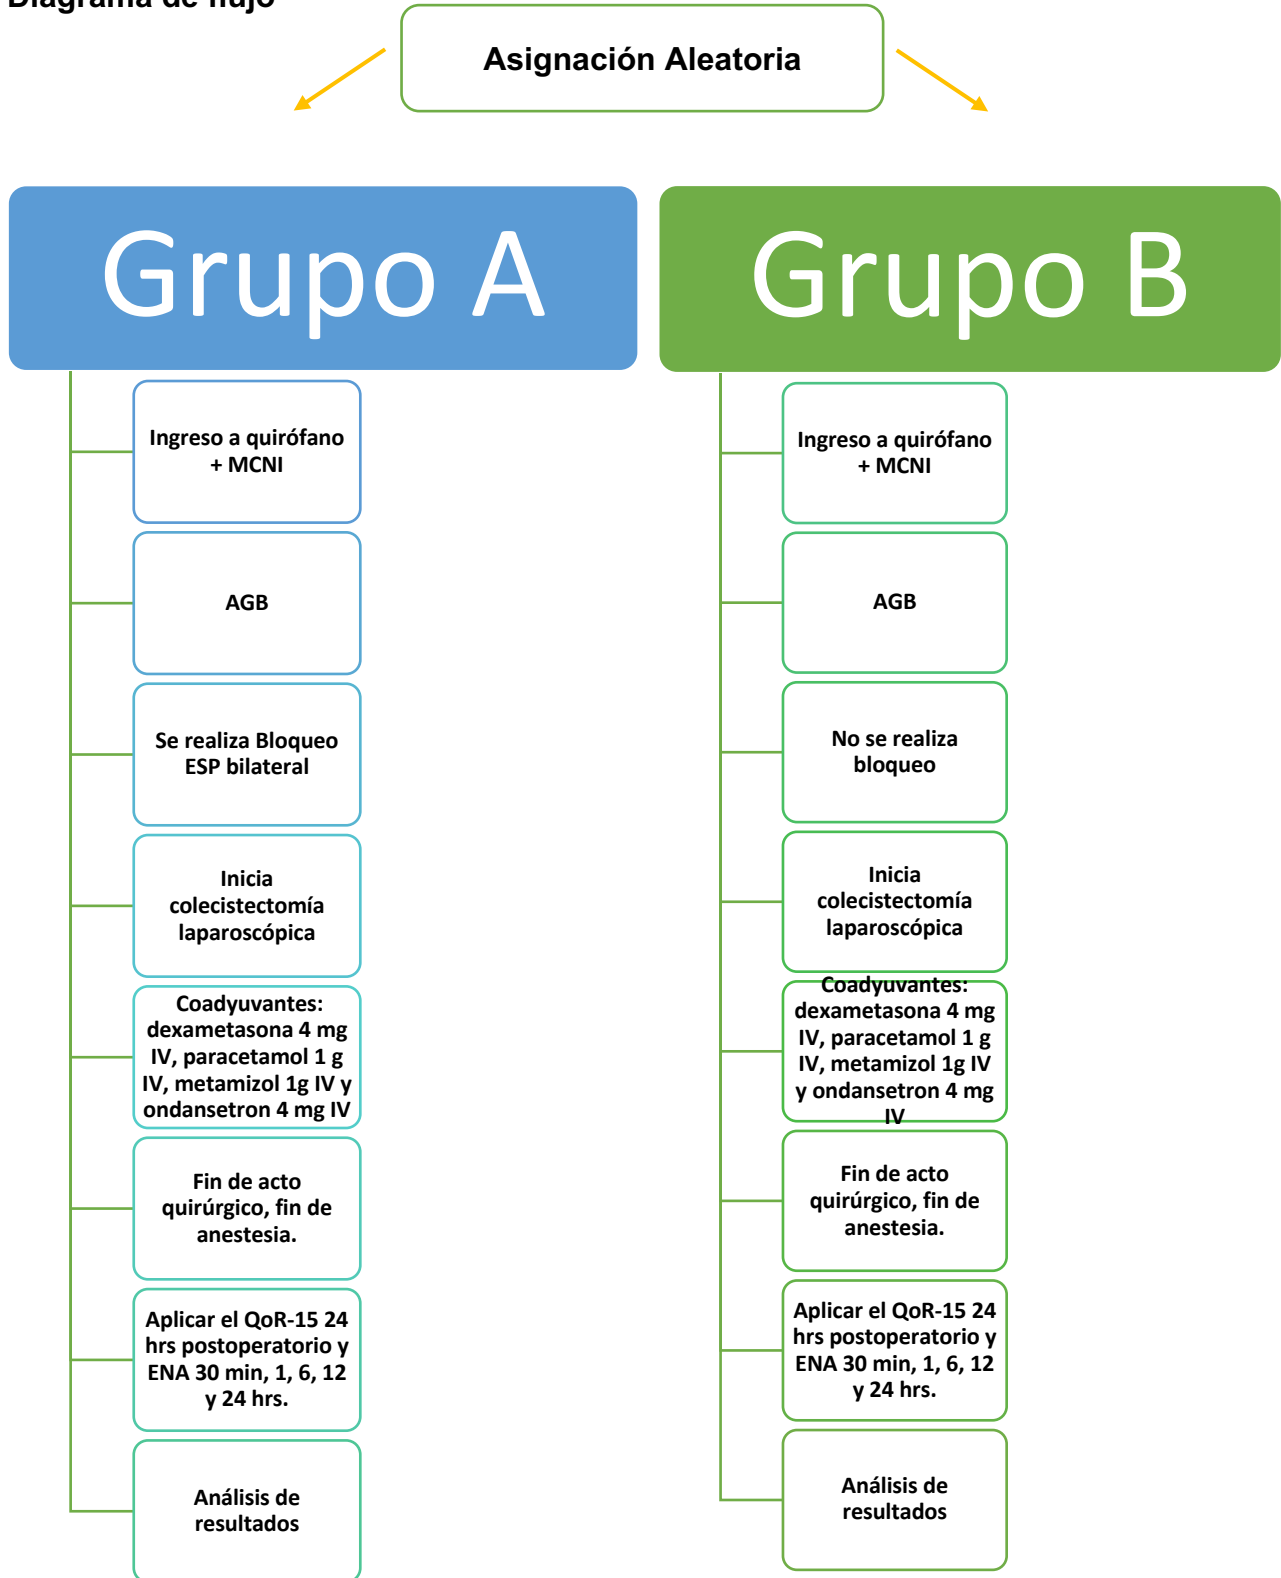 Diagrama de flujo
Asignación Aleatoria
Grupo A
Ingreso a quirófano
+ MCNI
AGB
Se realiza Bloqueo
ESP bilateral
Inicia
colecistectomía
laparoscópica
Coadyuvantes:
dexametasona 4 mg
IV, paracetamol 1 g
IV, metamizol 1g IV y
ondansetron 4 mg IV
Fin de acto
quirúrgico, fin de
anestesia.
Aplicar el QoR-15 24
hrs postoperatorio y
ENA 30 min, 1, 6, 12
y 24 hrs.
Análisis de
resultados
Grupo B
Ingreso a quirófano
+ MCNI
AGB
No se realiza
bloqueo
Inicia
colecistectomía
laparoscópica
Coadyuvantes:
dexametasona 4 mg
IV, paracetamol 1 g
IV, metamizol 1g IV
y ondansetron 4 mg
IV
Fin de acto
quirúrgico, fin de
anestesia.
Aplicar el QoR-15 24
hrs postoperatorio y
ENA 30 min, 1, 6, 12
y 24 hrs.
Análisis de
resultados